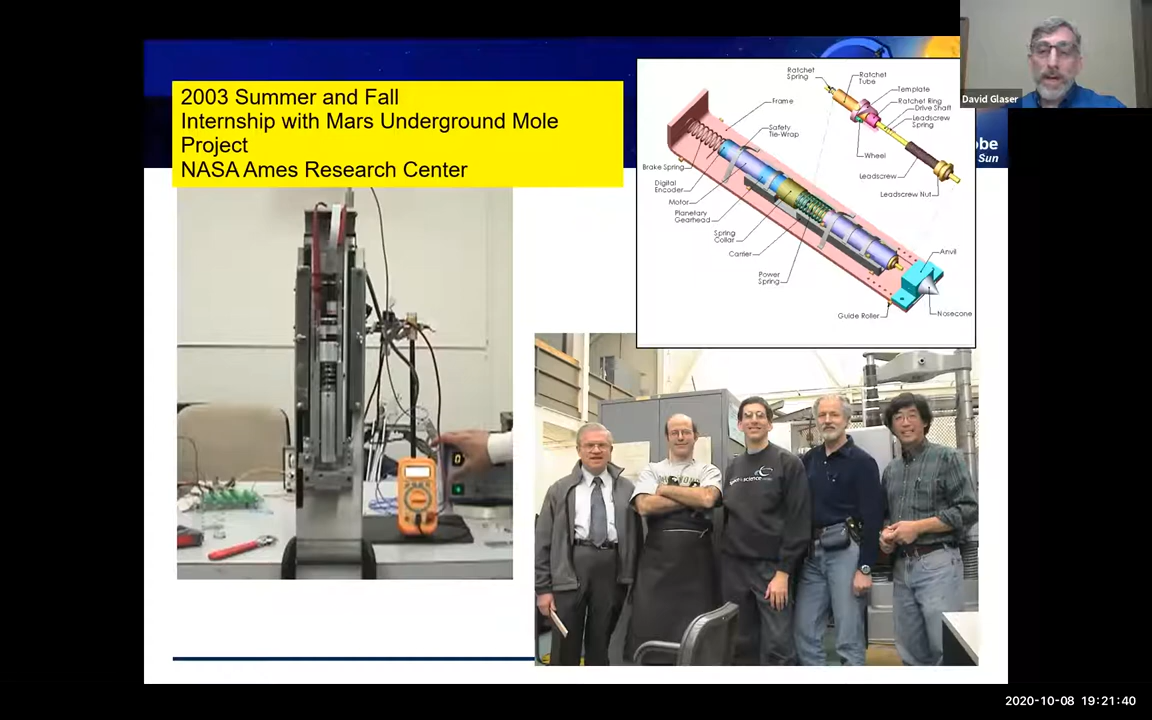 2003 Summer and Fall
Internship with Mars Underground Mole
Project
NASA Ames Research Center
Ratchet
Spring
Ratchet
Tube
Template
Ratchet Ring
Drive Shaft
Leadscrew
Spring
Frame
Safety
Tie-Wrap
Wheel
Leadscrew
Leadscrew Nut
Brake Spring
Digital
Encoder
Motor
Planetary
Gearhead
Spring
Collar
Carrier
Power
Spring
Anvil
Guide Roller
Nosecone
David Glaser
obe
Sun
2020-10-08 19:21:40